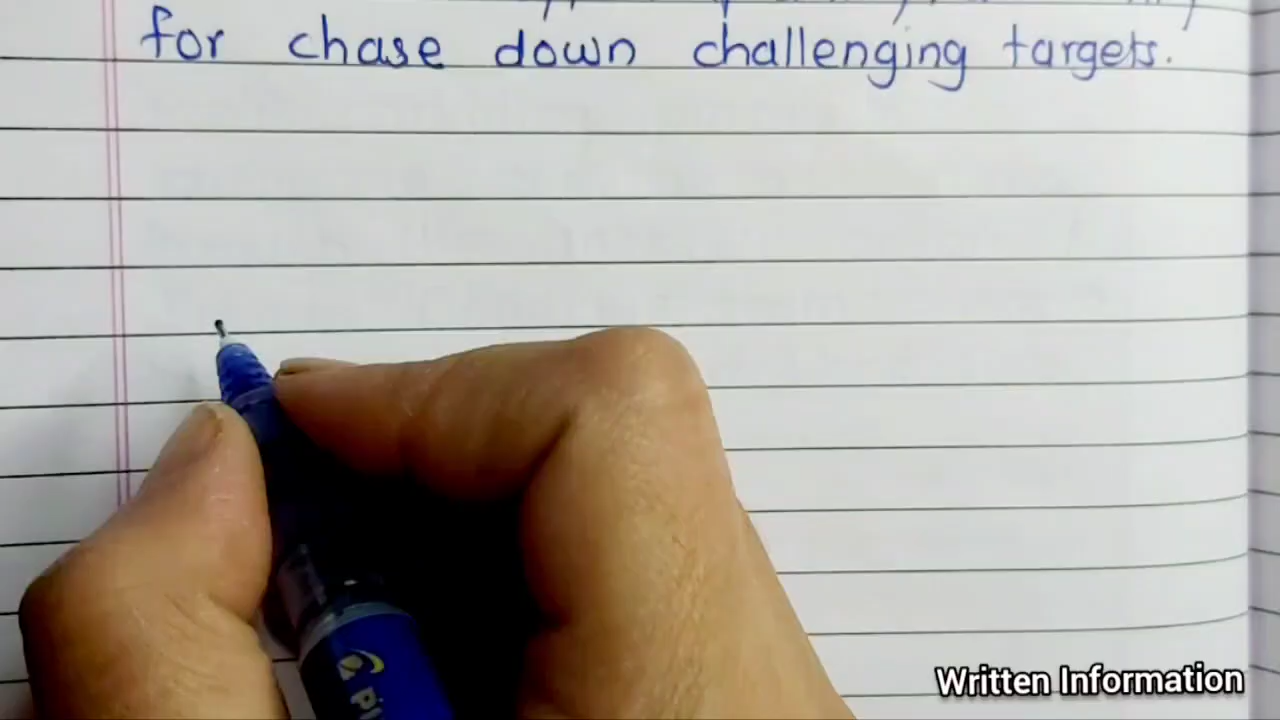 for chase down challenging targets.
Written Information